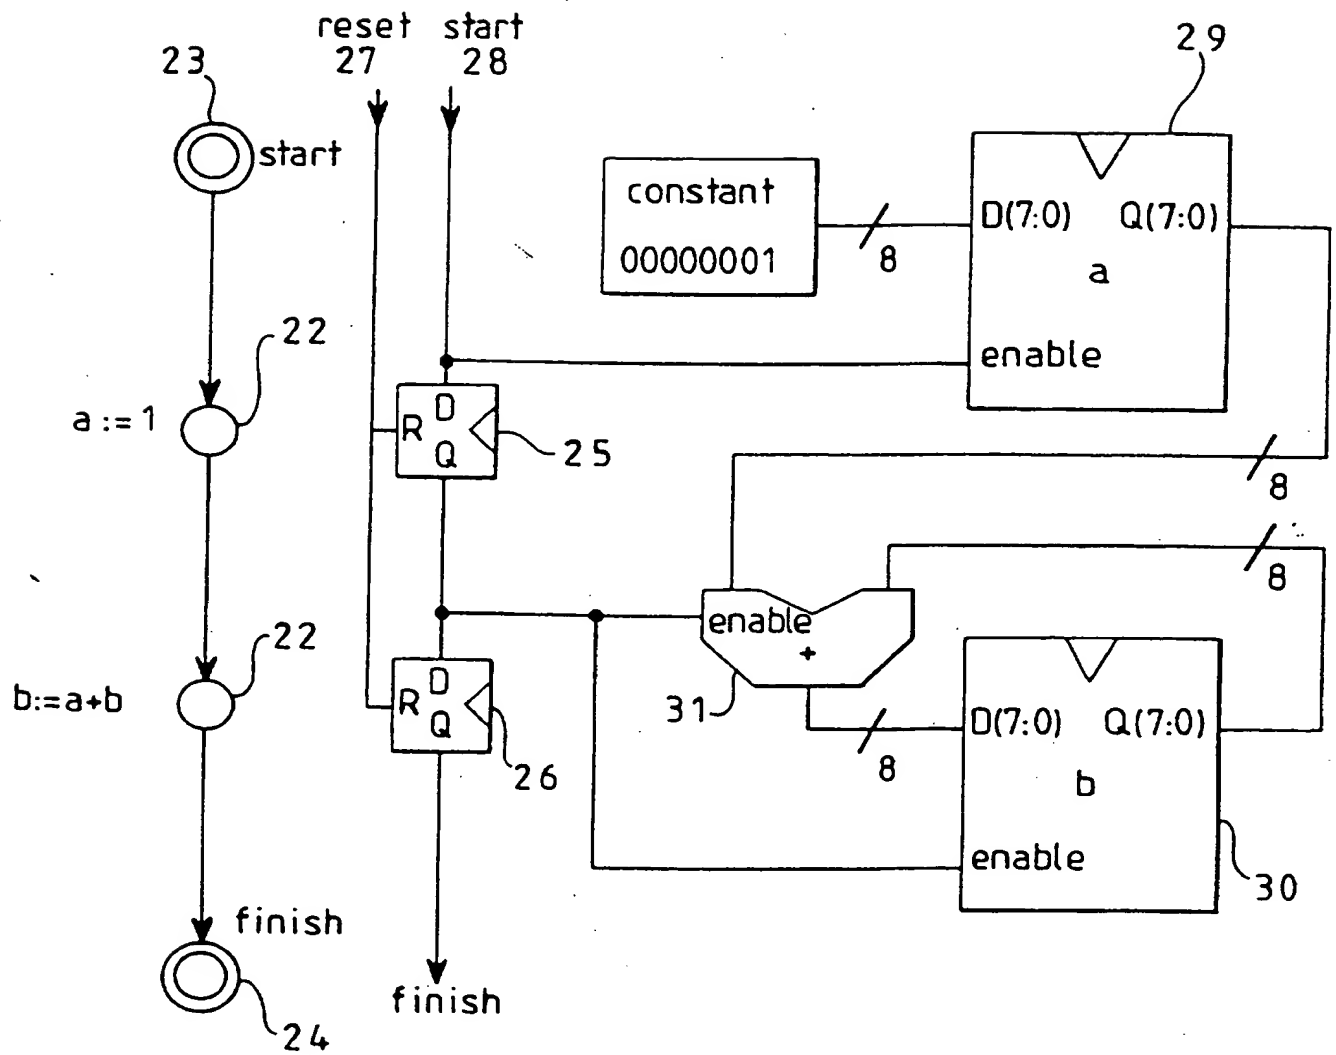 reset start
27 28
23
29
start
constant
00000001
8
D(7:0) Q(7:0)
a
enable
22
a := 1
D
R
Q
25
8
8
22
b:=a+b
enable
+
31
D
R
Q
26
8
D(7:0) Q(7:0)
b
enable
30
finish
finish
24